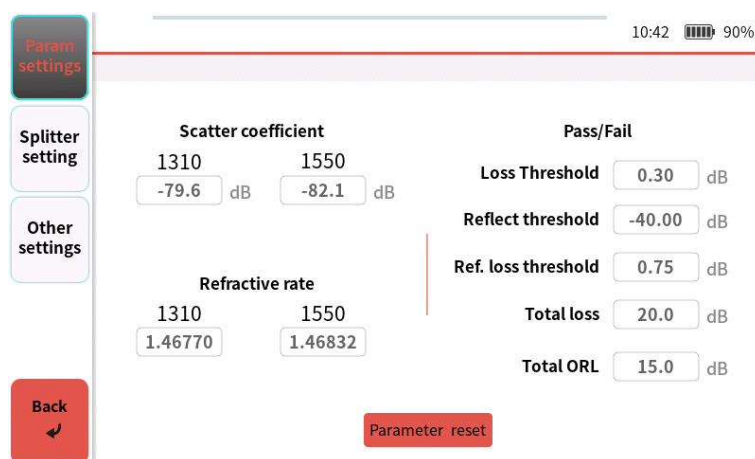 10:42 90%
Param
settings
Splitter
setting
Other
settings
Back
Scatter coefficient
1310 1550
-79.6 dB -82.1 dB
Refractive rate
1310 1550
1.46770 1.46832
Pass/Fail
Loss Threshold 0.30 dB
Reflect threshold -40.00 dB
Ref. loss threshold 0.75 dB
Total loss 20.0 dB
Total ORL 15.0 dB
Parameter reset